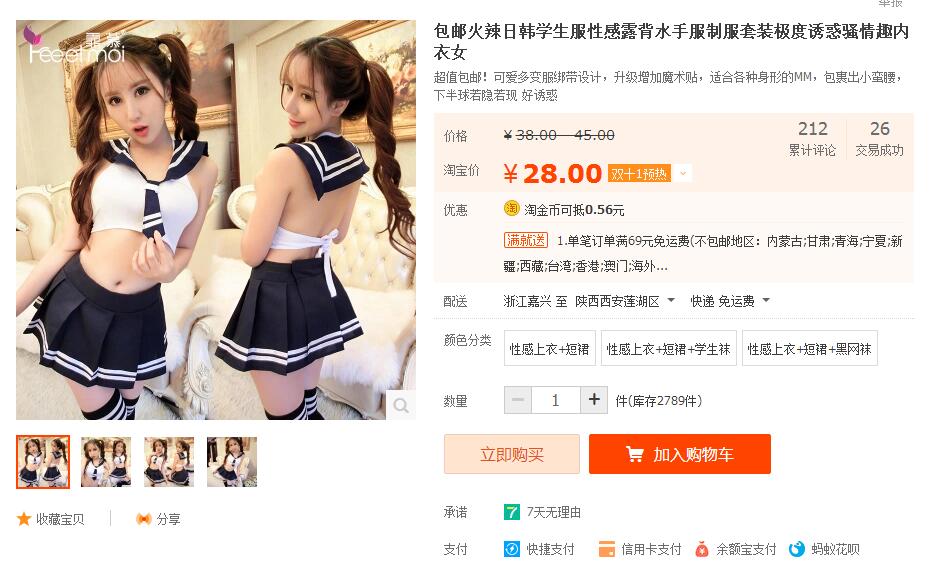 举报
霏慕
Feeetmoi
包邮火辣日韩学生服性感露背水手服制服套装极度诱惑骚情趣内
衣女
超值包邮！可爱多变服绑带设计，升级增加魔术贴，适合各种身形的MM，包裹出小蛮腰，
下半球若隐若现 好诱惑
价格 ¥ 38.00 - 45.00
212 26
累计评论 交易成功
淘宝价 ¥ 28.00 双十1预热
优惠 淘 淘金币可抵0.56元
满就送 1.单笔订单满69元免运费(不包邮地区：内蒙古;甘肃;青海;宁夏;新
疆;西藏;台湾;香港;澳门;海外...
配送 浙江嘉兴 至 陕西西安莲湖区 快递 免运费
颜色分类 性感上衣+短裙 性感上衣+短裙+学生袜 性感上衣+短裙+黑网袜
数量 1 件(库存2789件)
立即购买 加入购物车
收藏宝贝 分享
承诺 7 7天无理由
支付 快捷支付 信用卡支付 余额宝支付 蚂蚁花呗